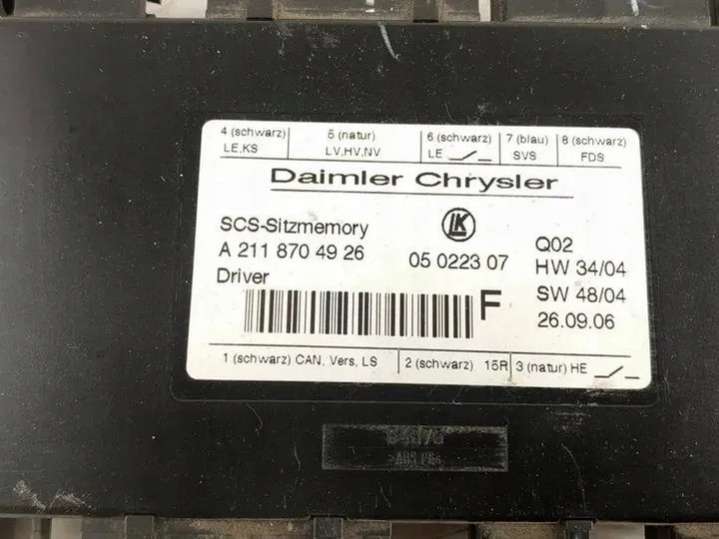 4 (schwarz) 5 (natur) 6 (schwarz) 7 (blau) 8 (schwarz)
LE,KS LV,HV,NV LE SVS FDS
Daimler Chrysler
SCS-Sitzmemory LK Q02
A 211 870 49 26 05 0223 07 HW 34/04
Driver SW 48/04
F 26.09.06
1 (schwarz) CAN, Vers, LS 2 (schwarz) 15R 3 (natur) HE